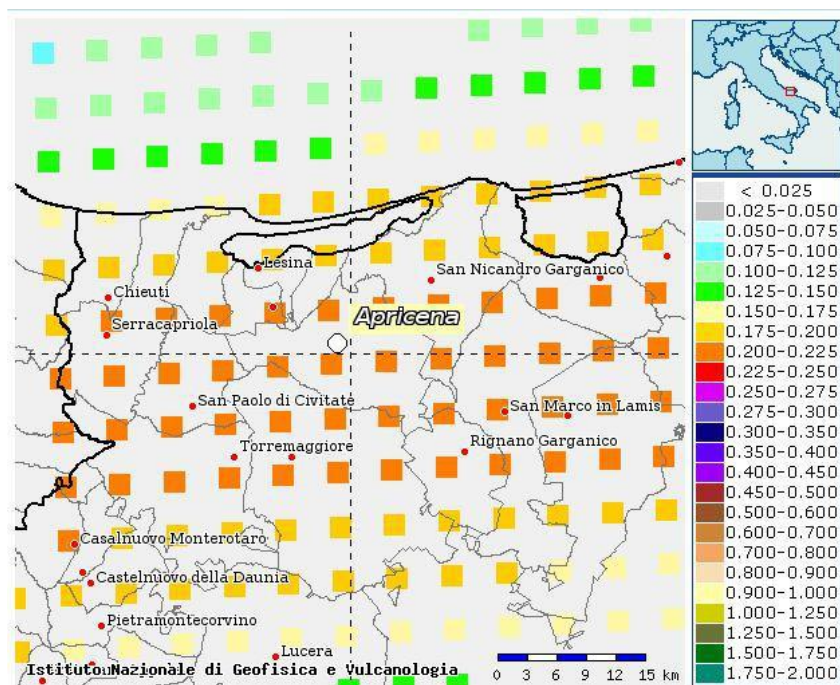 Lesina
San Nicandro Garganico
Chieuti
Apricena
Serracapriola
San Paolo di Civitate
San Marco in Lamis
Torremaggiore
Rignano Garganico
Casalnuovo Monterotaro
Castelnuovo della Daunia
Pietramontecorvino
Lucera
Istituto Nazionale di Geofisica e Vulcanologia
0 3 6 9 12 15 km
< 0.025
0.025-0.050
0.050-0.075
0.075-0.100
0.100-0.125
0.125-0.150
0.150-0.175
0.175-0.200
0.200-0.225
0.225-0.250
0.250-0.275
0.275-0.300
0.300-0.350
0.350-0.400
0.400-0.450
0.450-0.500
0.500-0.600
0.600-0.700
0.700-0.800
0.800-0.900
0.900-1.000
1.000-1.250
1.250-1.500
1.500-1.750
1.750-2.000